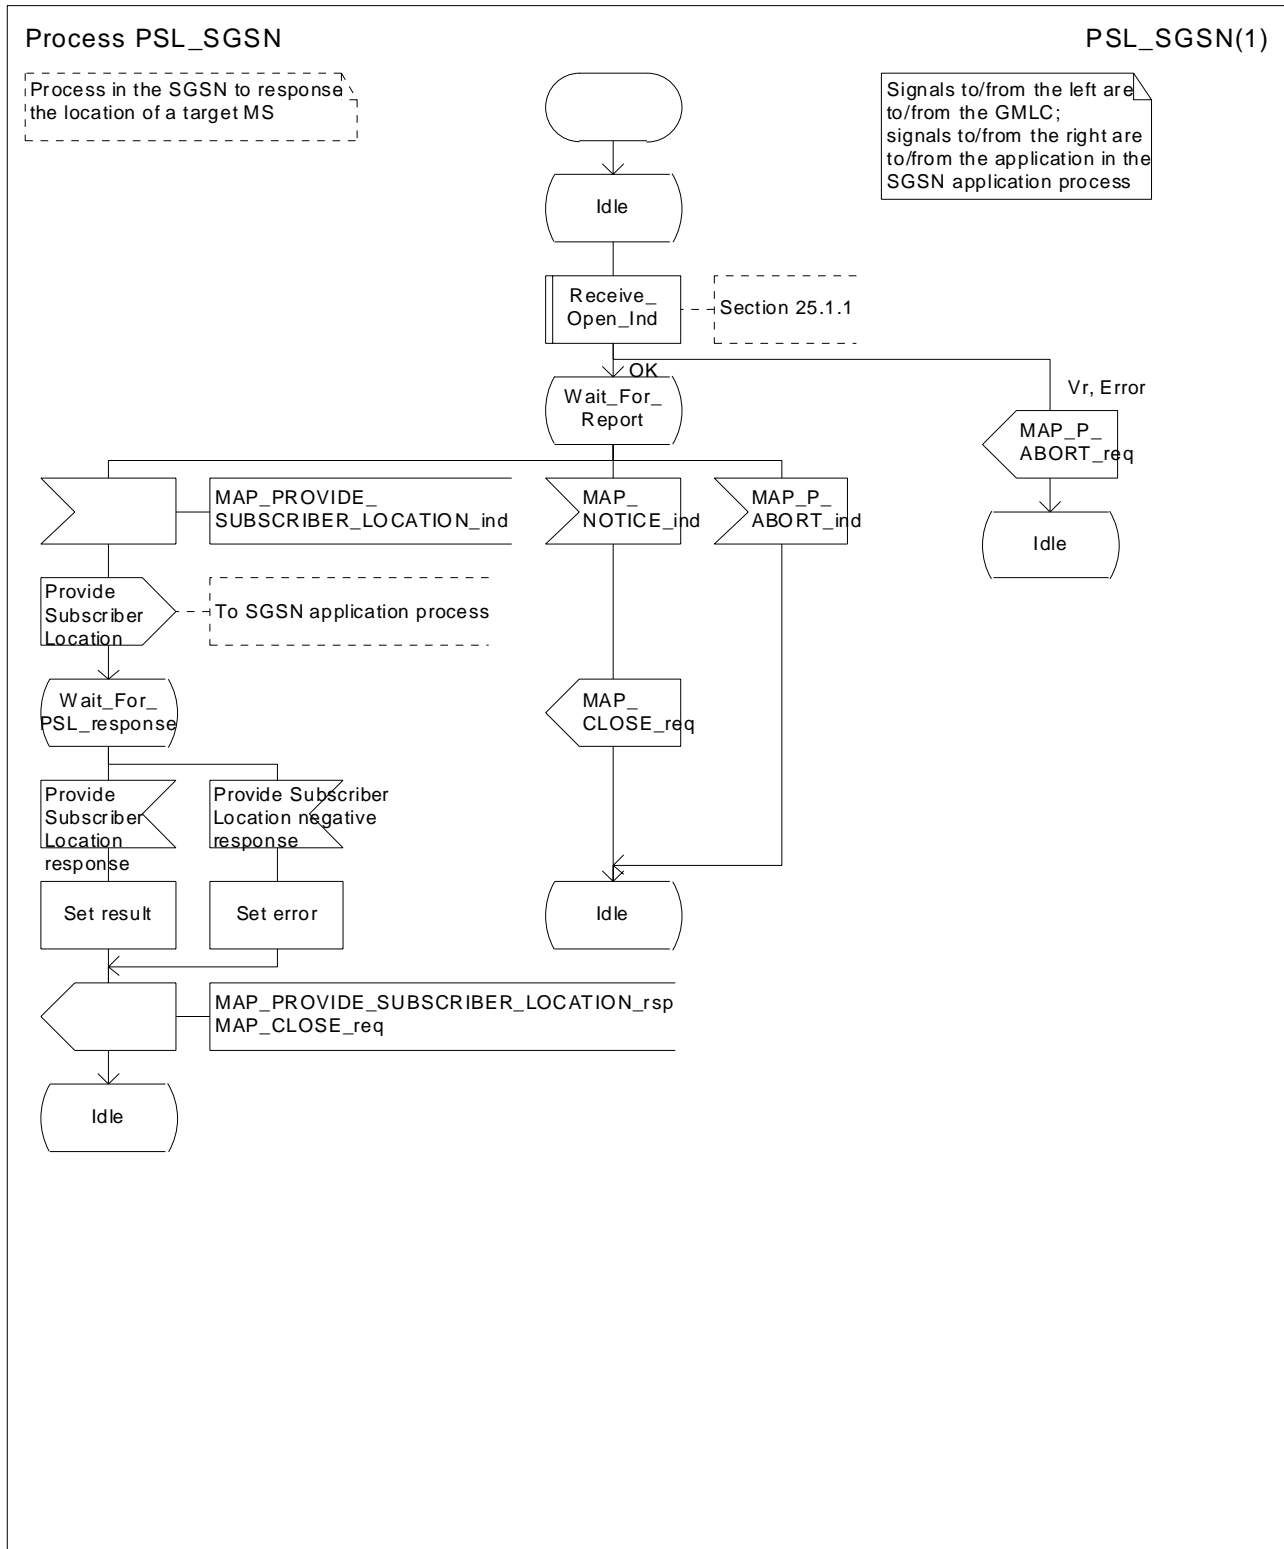 Process PSL_SGSN
PSL_SGSN(1)
Process in the SGSN to response
the location of a target MS
Signals to/from the left are
to/from the GMLC;
signals to/from the right are
to/from the application in the
SGSN application process
Idle
Receive_
Open_Ind
Section 25.1.1
OK
Vr, Error
Wait_For_
Report
MAP_P_
ABORT_req
Idle
MAP_PROVIDE_
SUBSCRIBER_LOCATION_ind
MAP_
NOTICE_ind
MAP_P_
ABORT_ind
Provide
Subscriber
Location
To SGSN application process
Wait_For_
PSL_response
MAP_
CLOSE_req
Provide
Subscriber
Location
response
Provide Subscriber
Location negative
response
Set result
Set error
Idle
MAP_PROVIDE_SUBSCRIBER_LOCATION_rsp
MAP_CLOSE_req
Idle